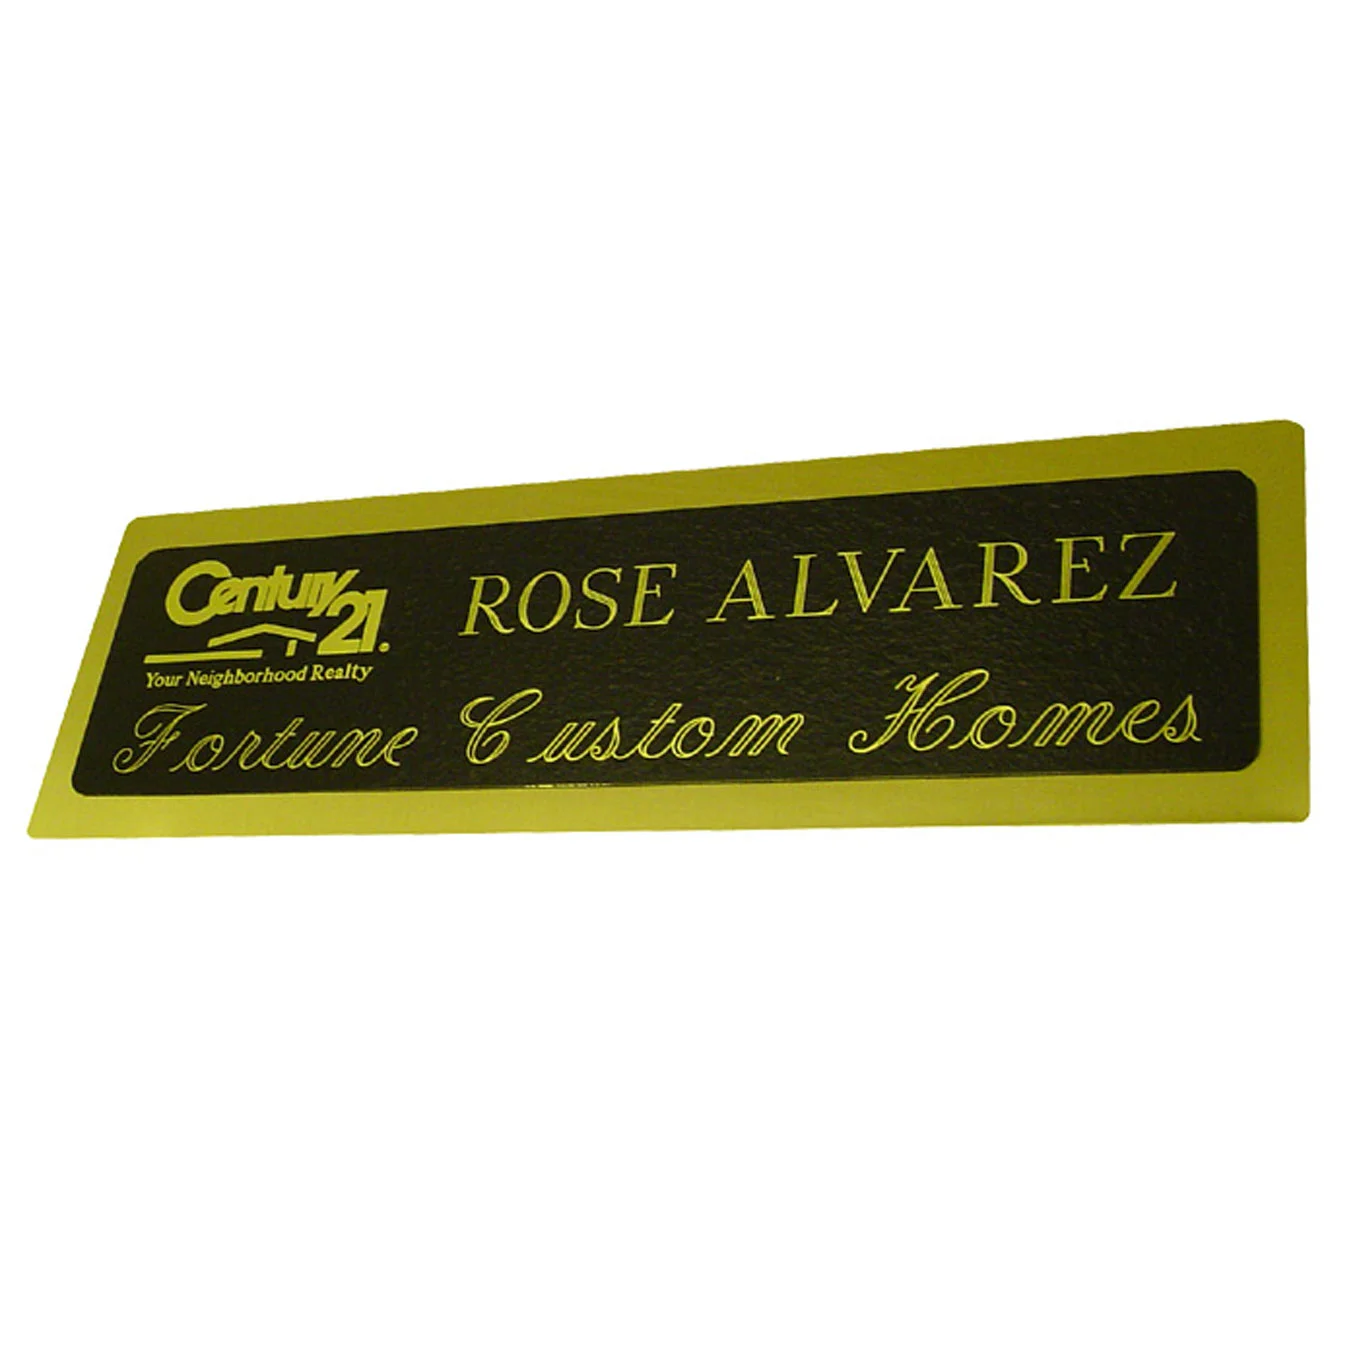 Century 21®
Your Neighborhood Realty
ROSE ALVAREZ
Fortune Custom Homes